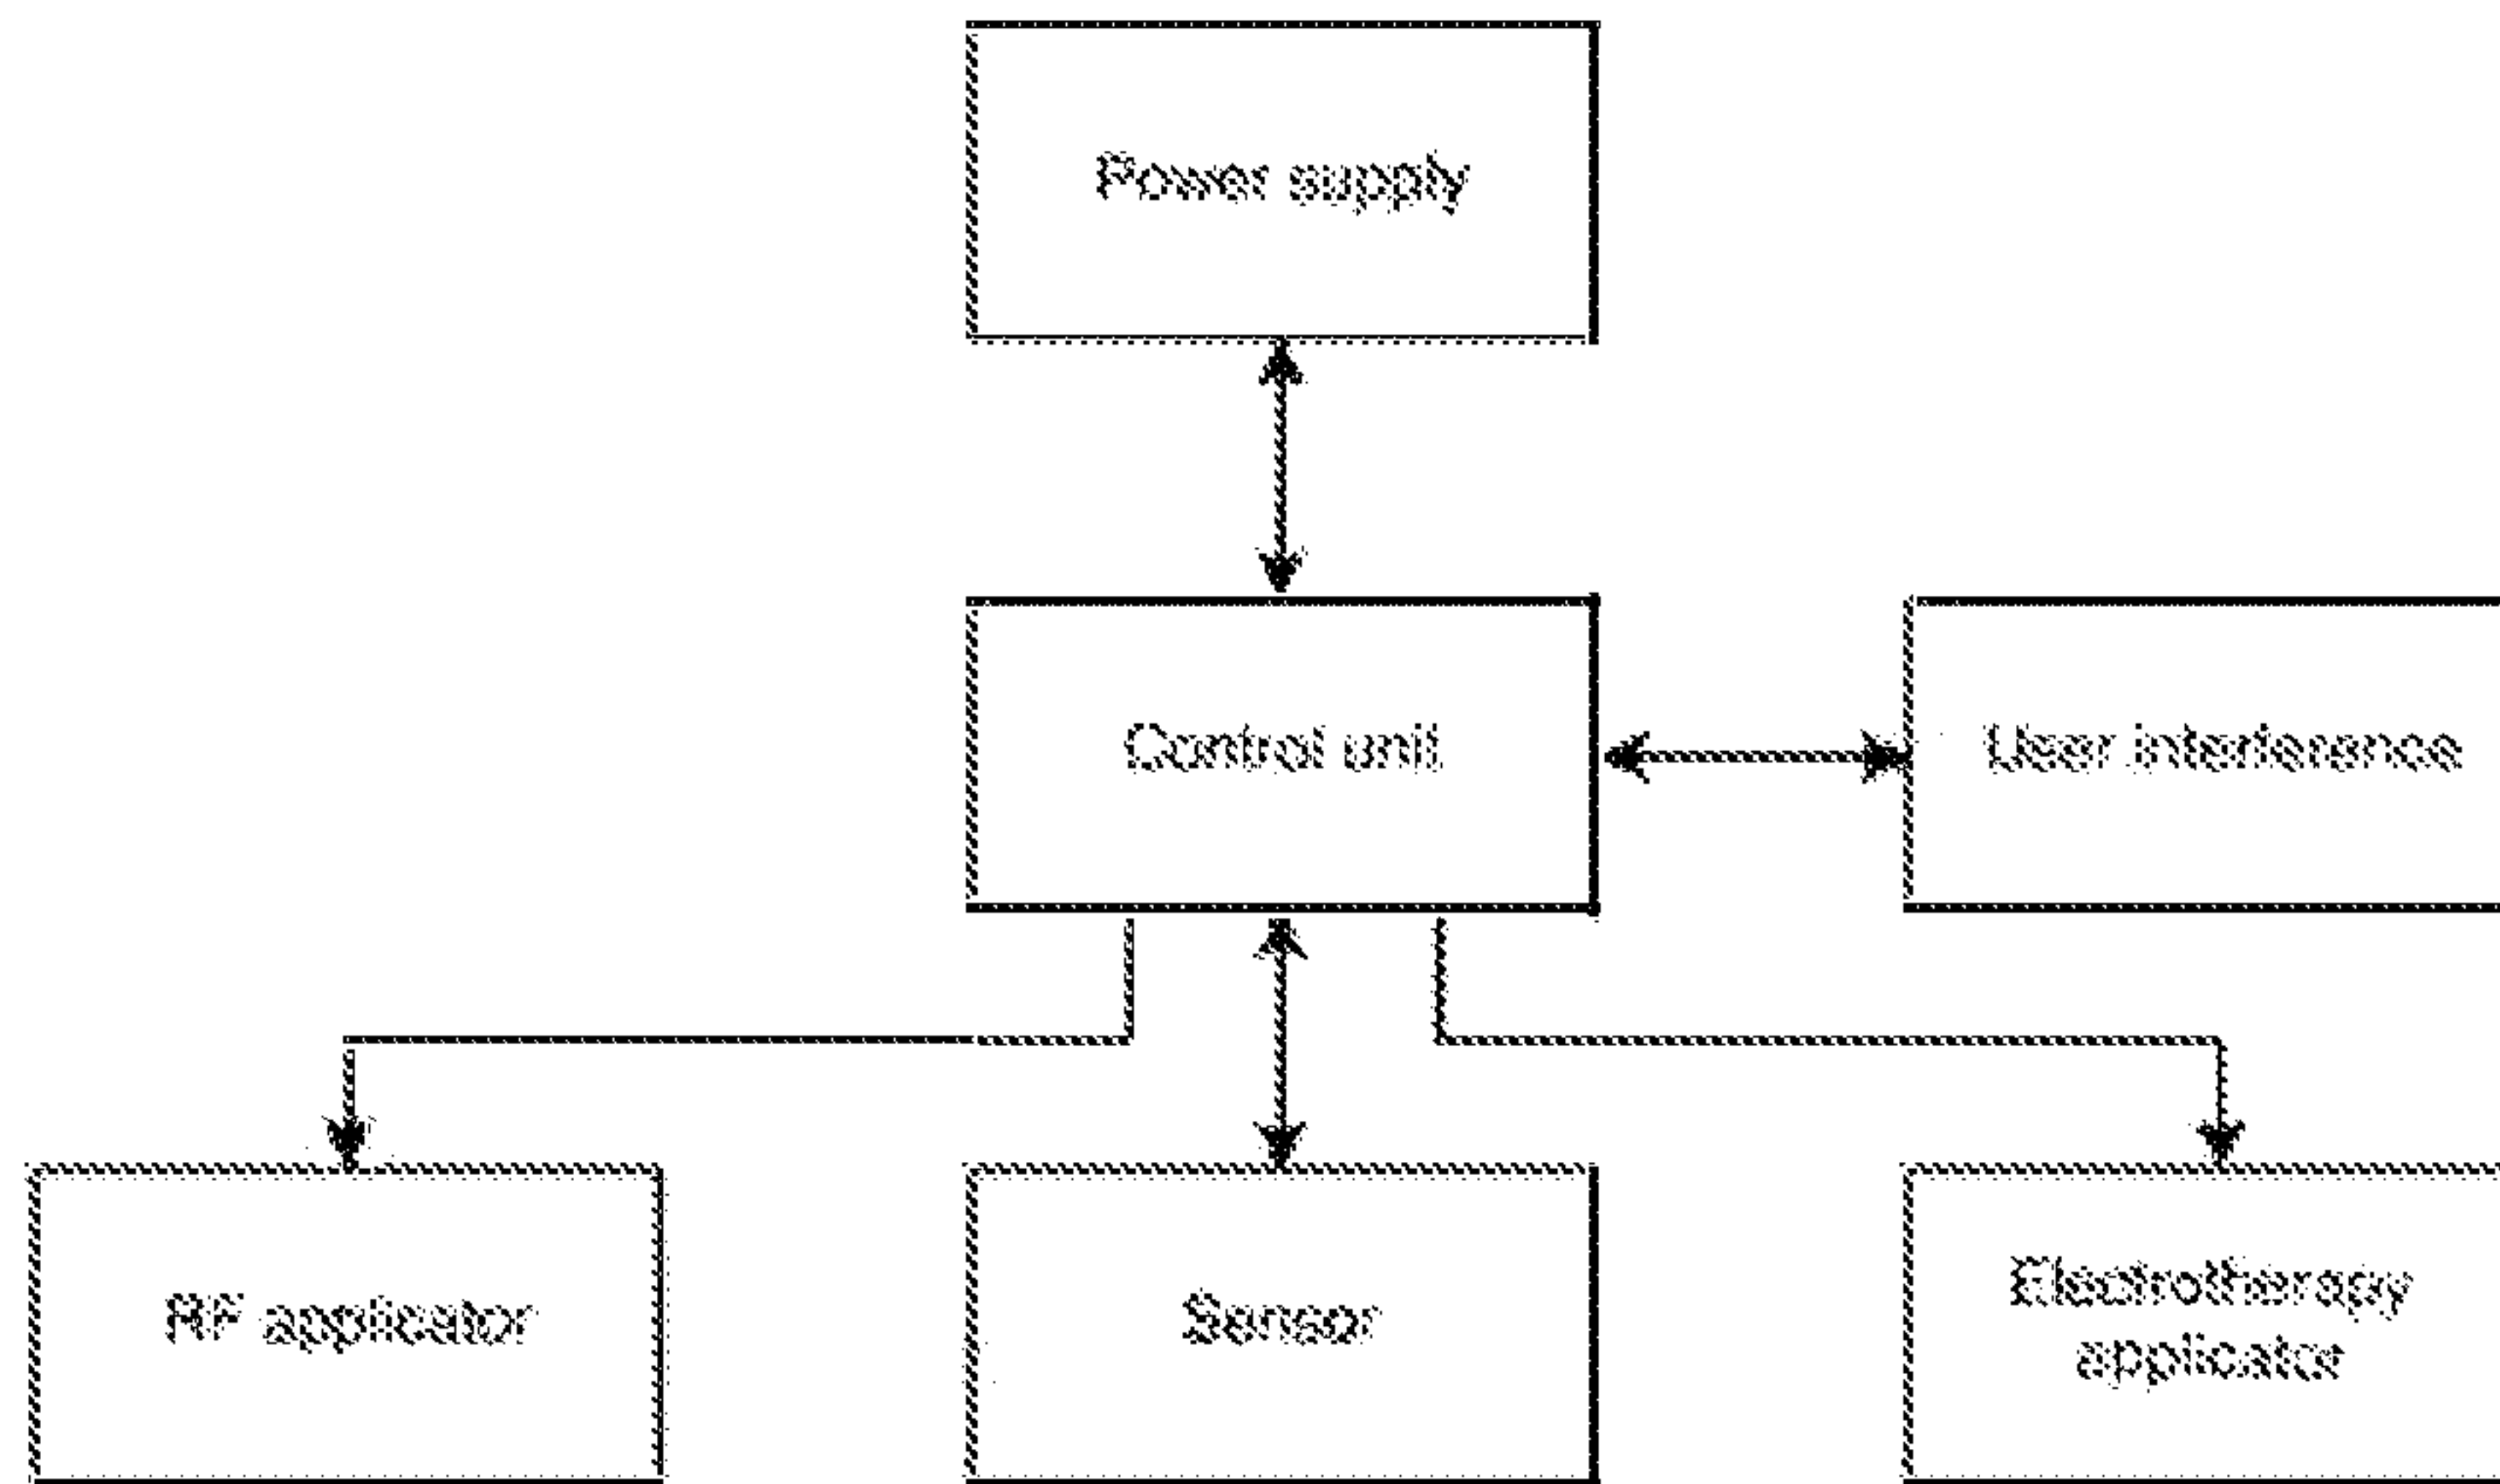 Power supply
Control unit
User interference
RF applicator
Sensor
Electrotherapy
applicator